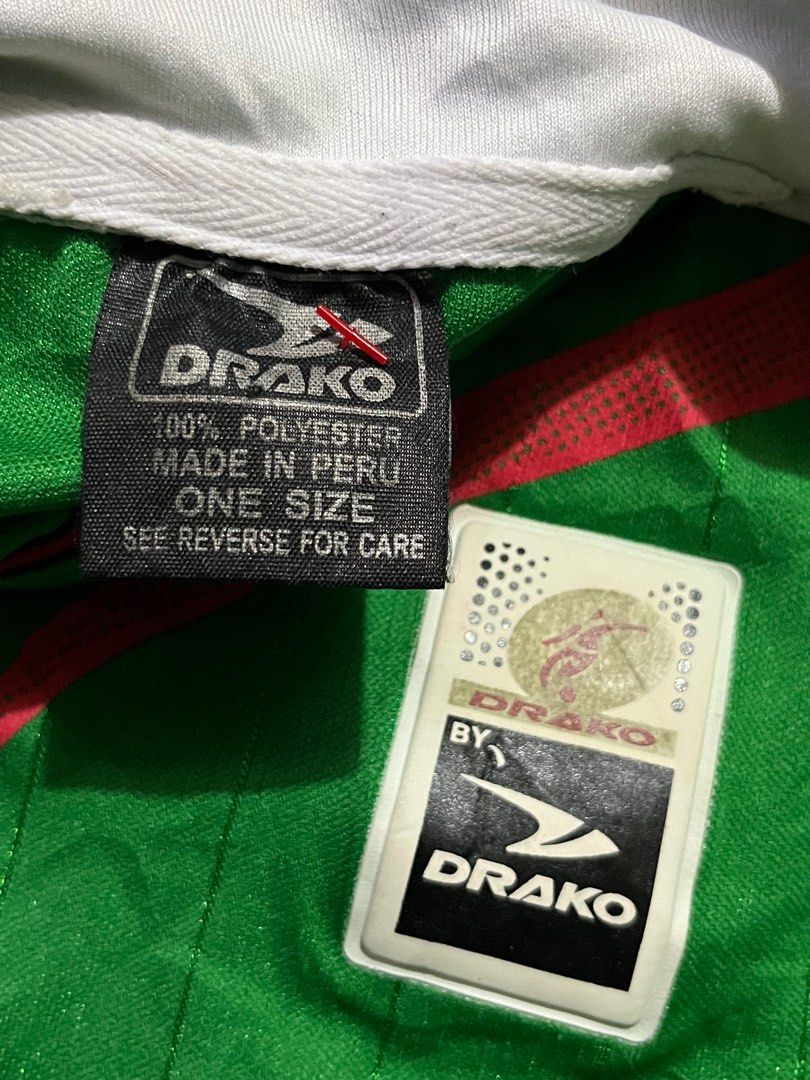 DRAKO
100% POLYESTER
MADE IN PERU
ONE SIZE
SEE REVERSE FOR CARE
DRAKO
BY
DRAKO